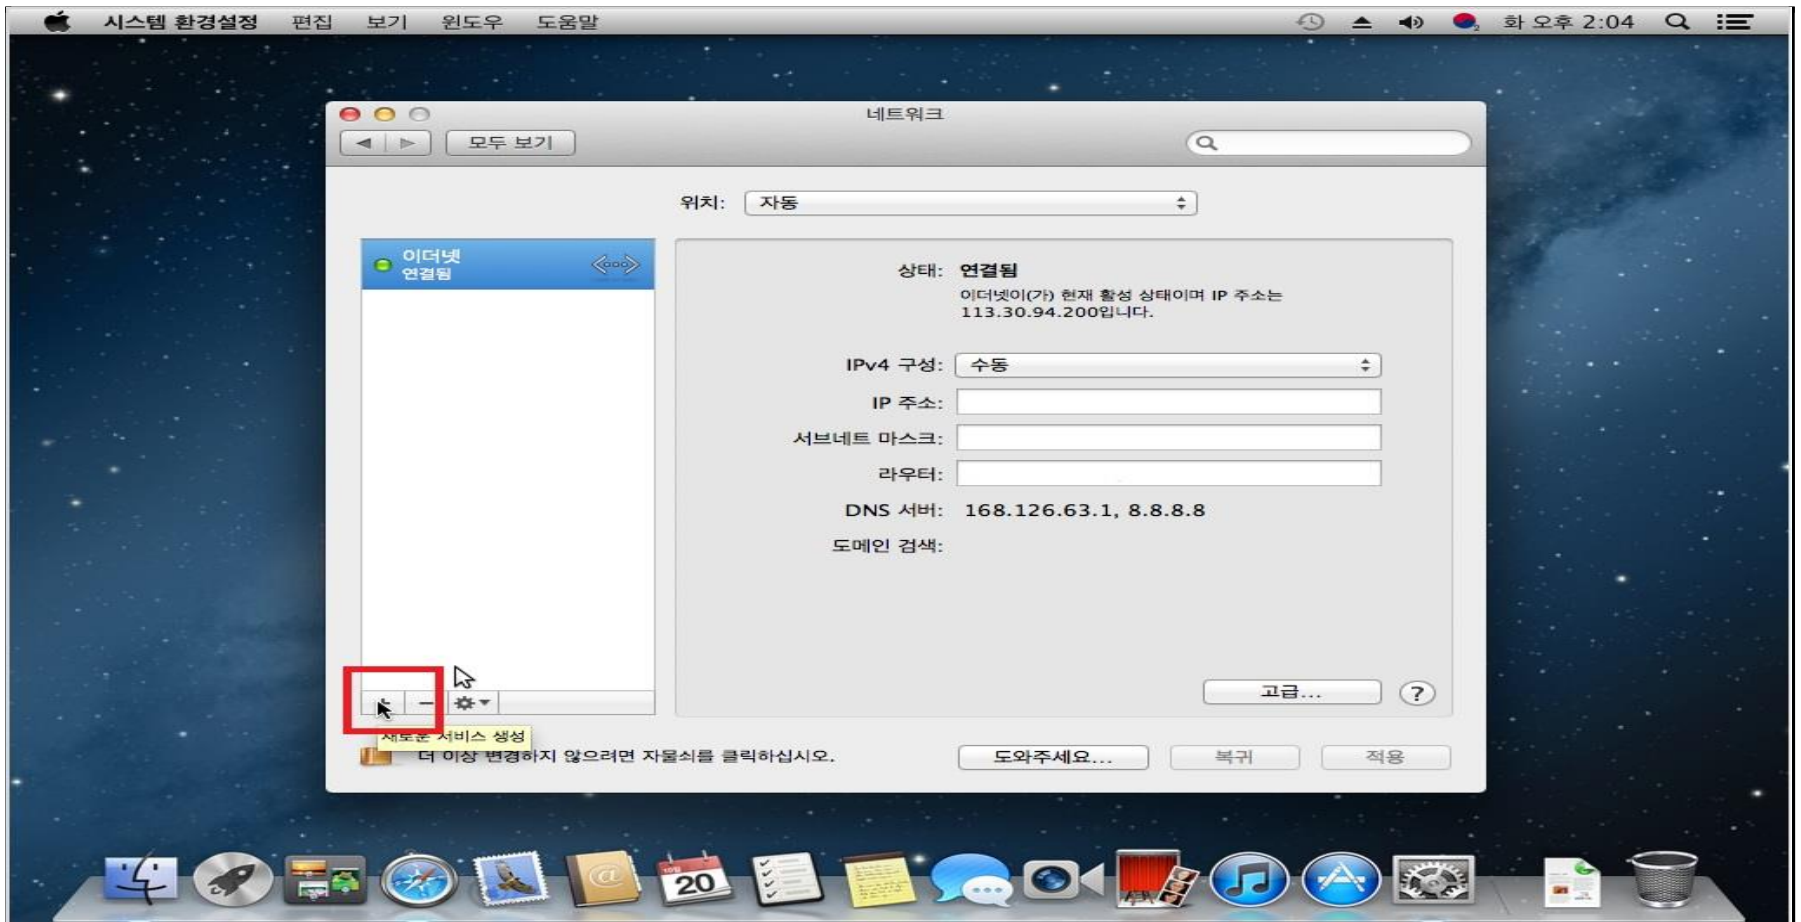 시스템 환경설정 편집 보기 윈도우 도움말 화 오후 2:04
네트워크
모두 보기
위치: 자동
이더넷
연결됨
상태: 연결됨
이더넷이(가) 현재 활성 상태이며 IP 주소는
113.30.94.200입니다.
IPv4 구성: 수동
IP 주소:
서브네트 마스크:
라우터:
DNS 서버: 168.126.63.1, 8.8.8.8
도메인 검색:
고급... ?
새로운 서비스 생성
더 이상 변경하지 않으려면 자물쇠를 클릭하십시오.
도와주세요... 복귀 적용
10월
20